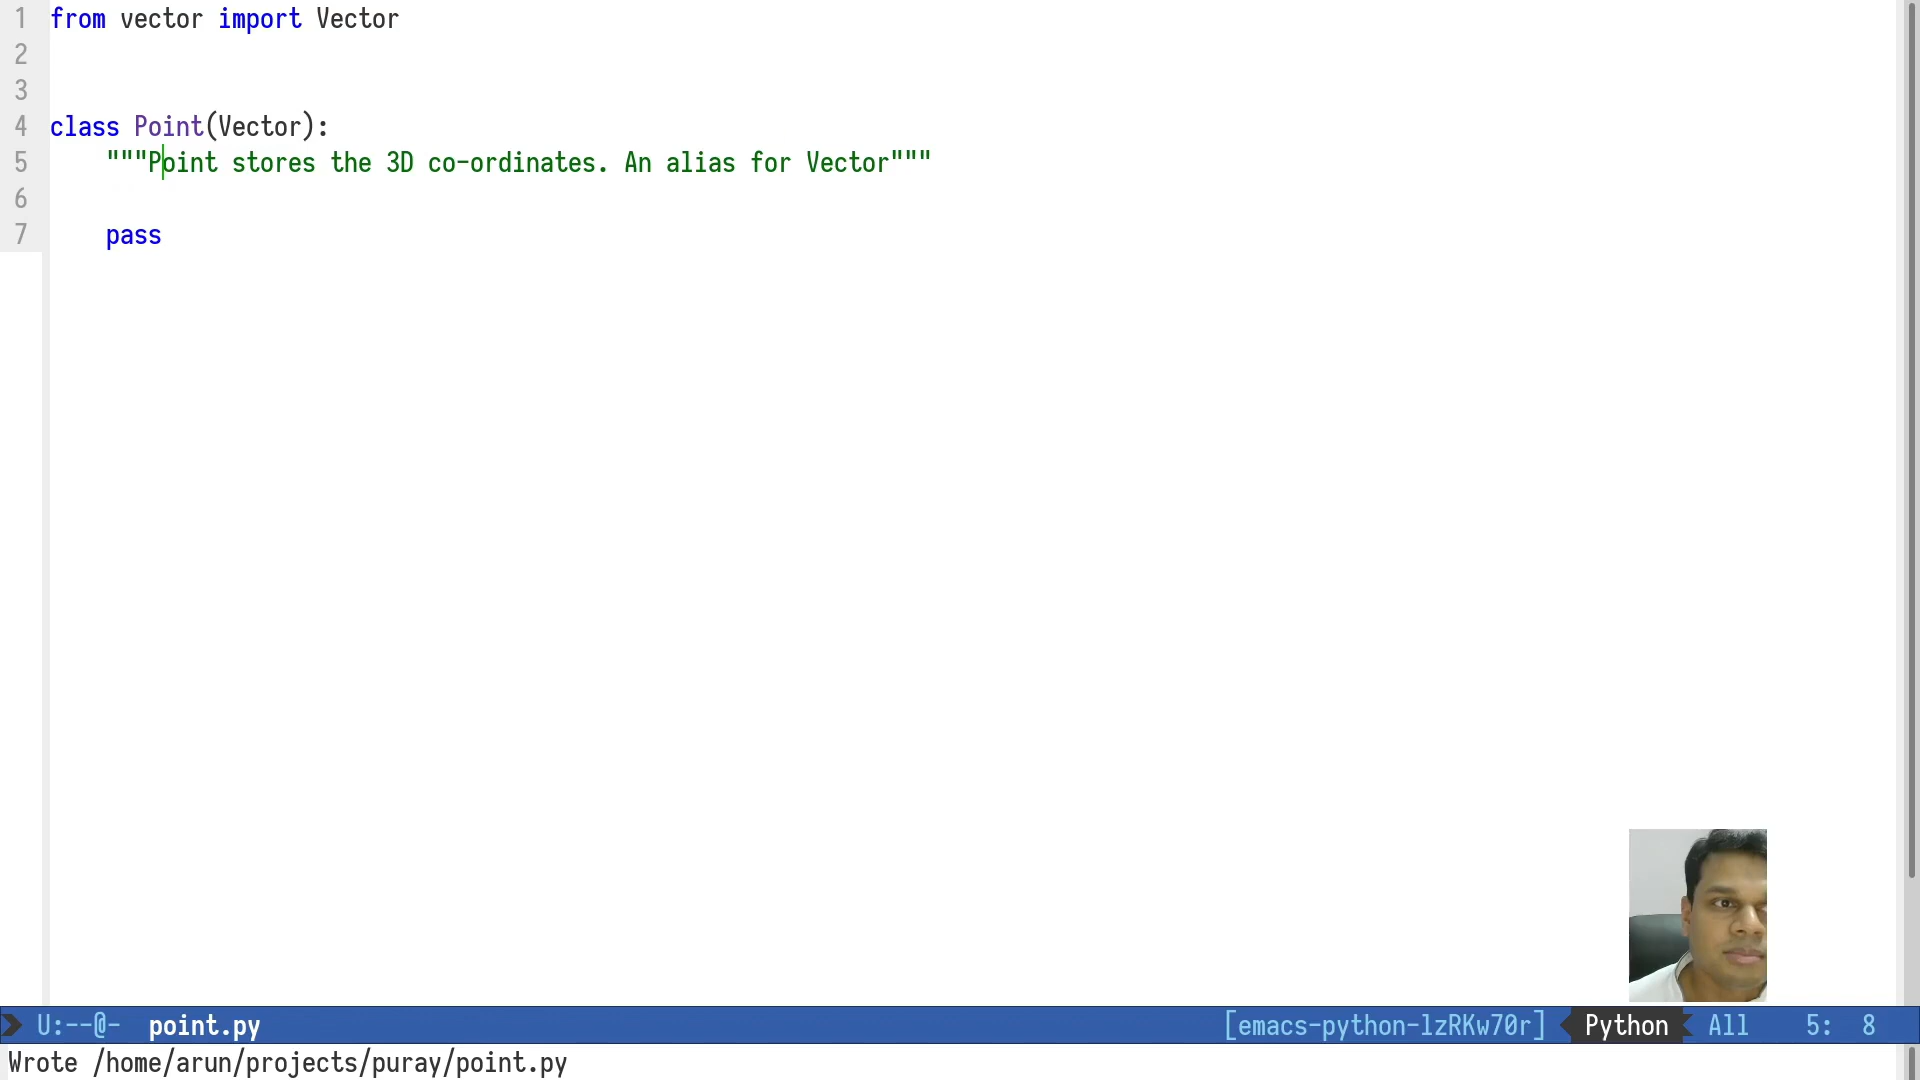 1 from vector import Vector
2
3
4 class Point(Vector):
5 """Point stores the 3D co-ordinates. An alias for Vector"""
6
7 pass
U:--@- point.py [emacs-python-lzRKw70r] Python All 5: 8
Wrote /home/arun/projects/puray/point.py